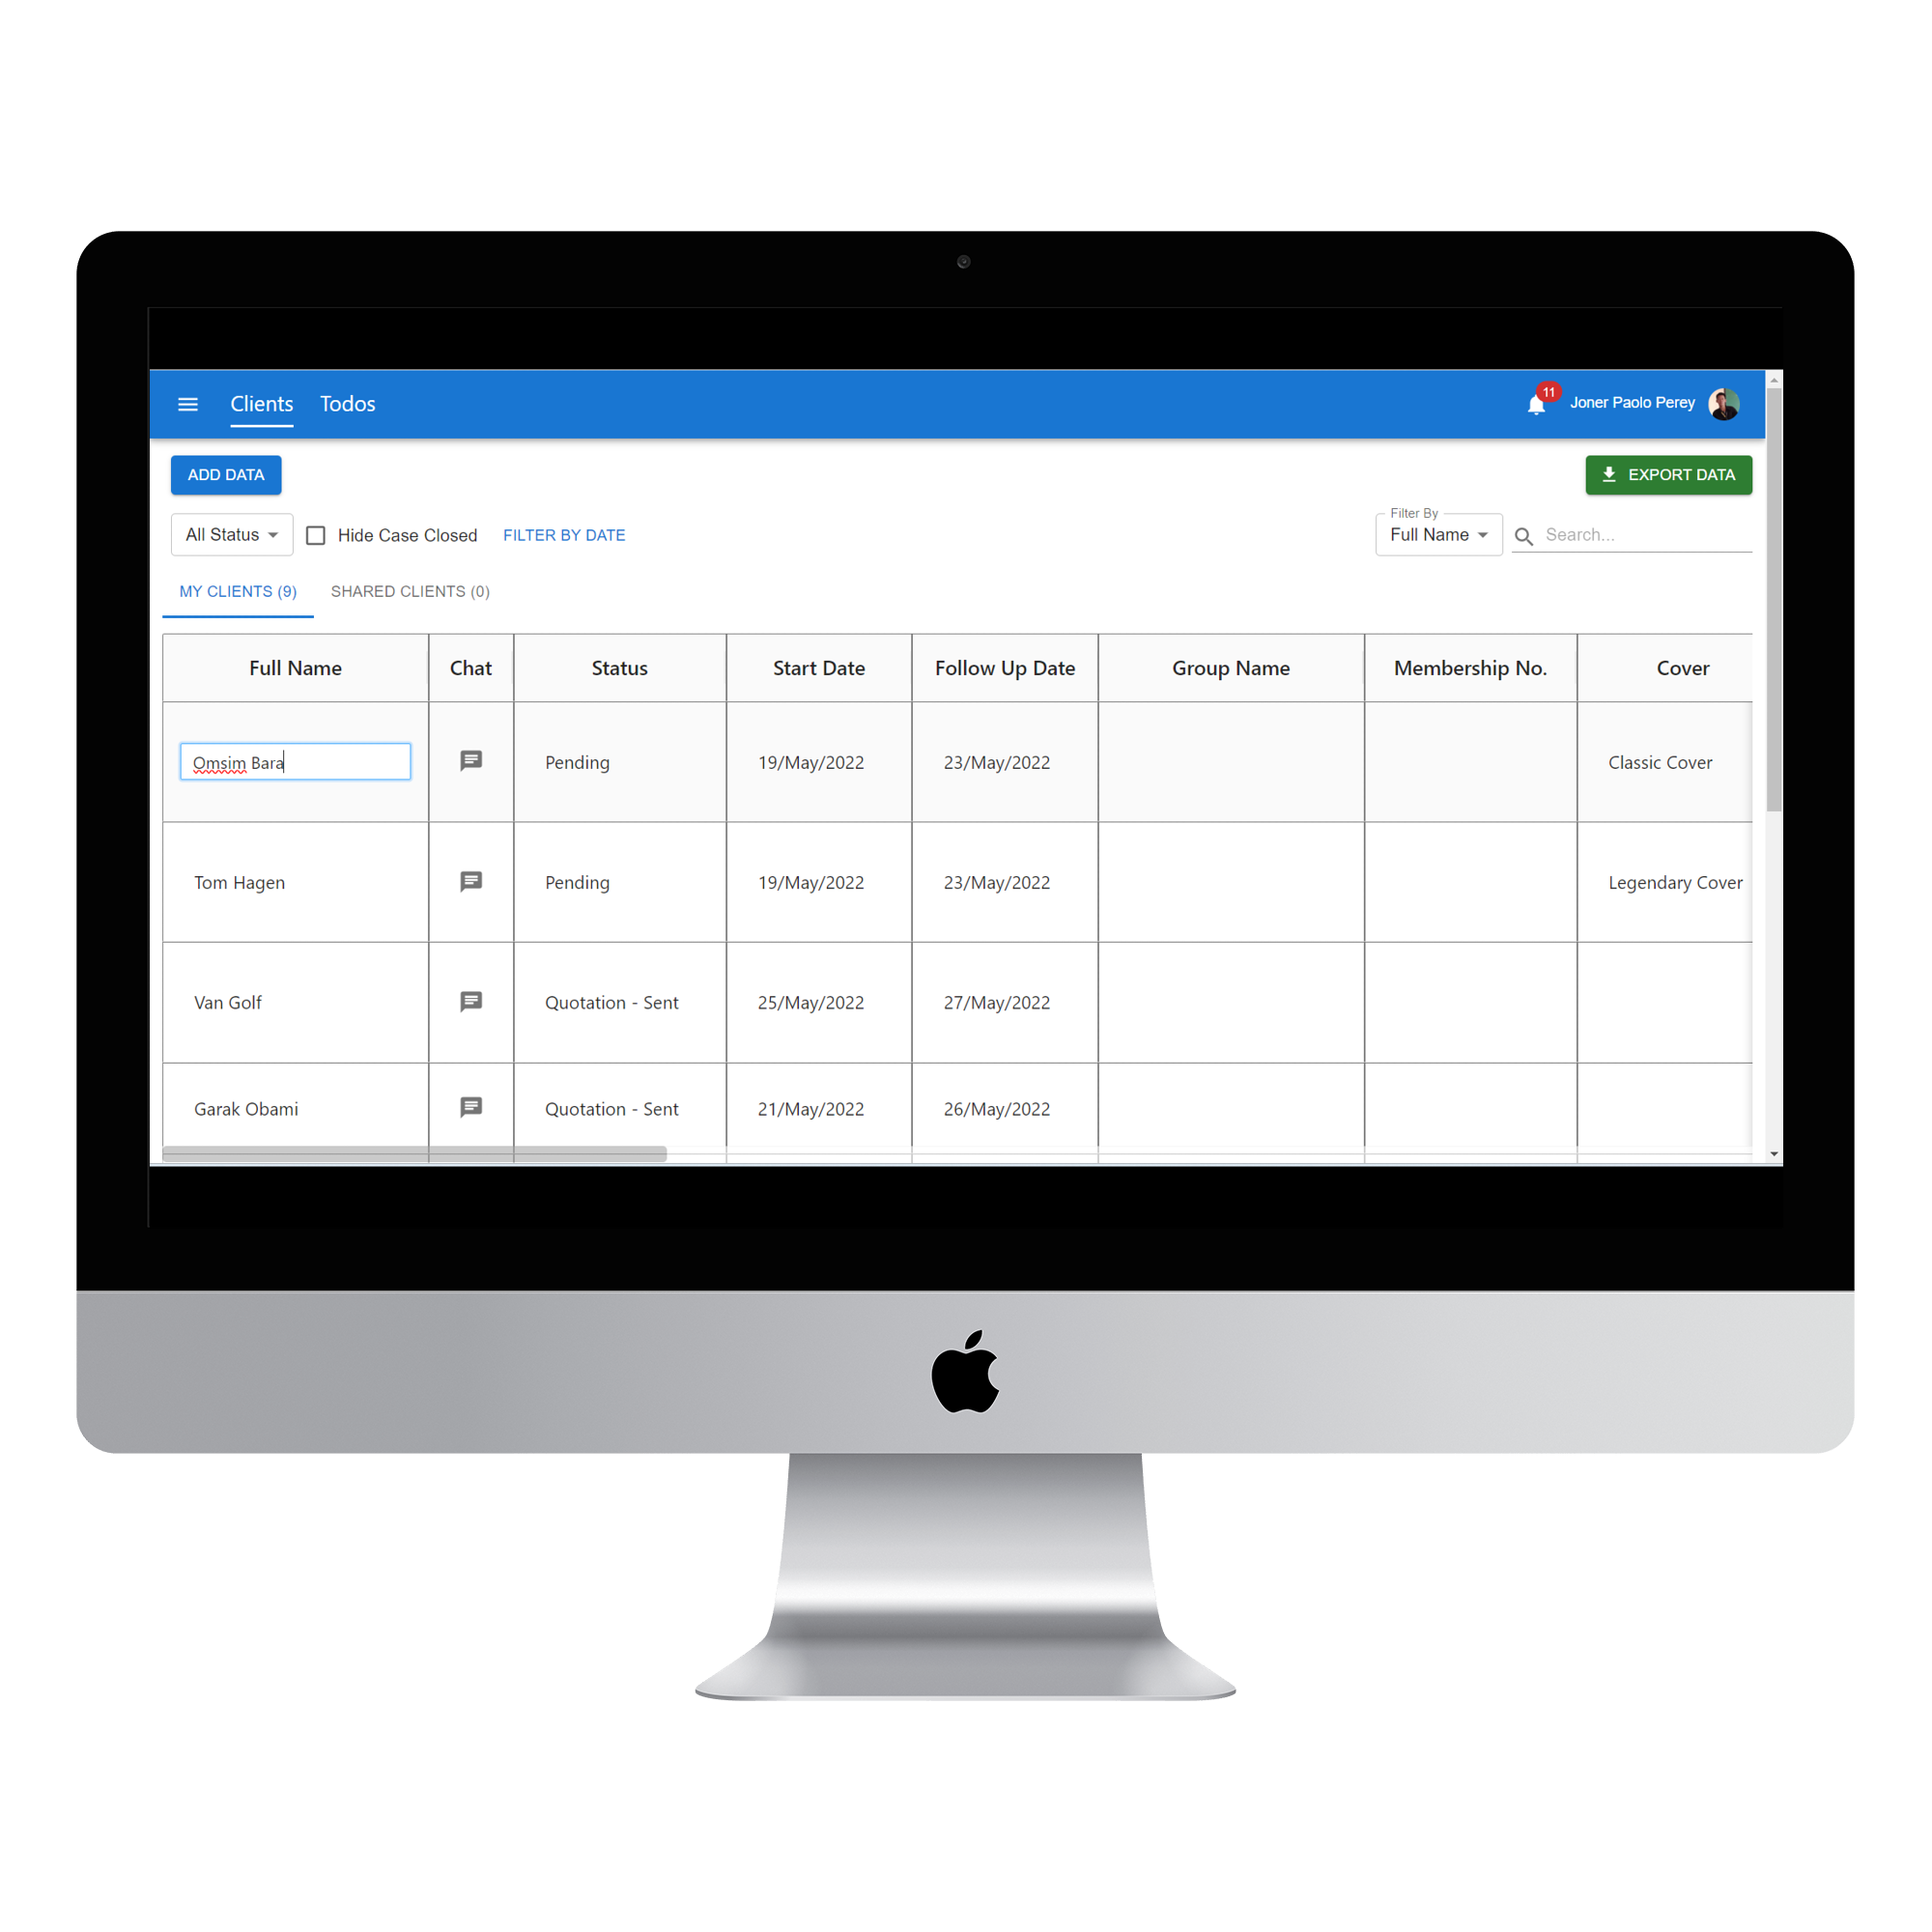 Clients Todos 11 Joner Paolo Perey
ADD DATA EXPORT DATA
Filter By
All Status Hide Case Closed FILTER BY DATE Full Name Search...
MY CLIENTS (9) SHARED CLIENTS (0)
Full Name Chat Status Start Date Follow Up Date Group Name Membership No. Cover
Omsim Bara Pending 19/May/2022 23/May/2022 Classic Cover
Tom Hagen Pending 19/May/2022 23/May/2022 Legendary Cover
Van Golf Quotation - Sent 25/May/2022 27/May/2022
Garak Obami Quotation - Sent 21/May/2022 26/May/2022